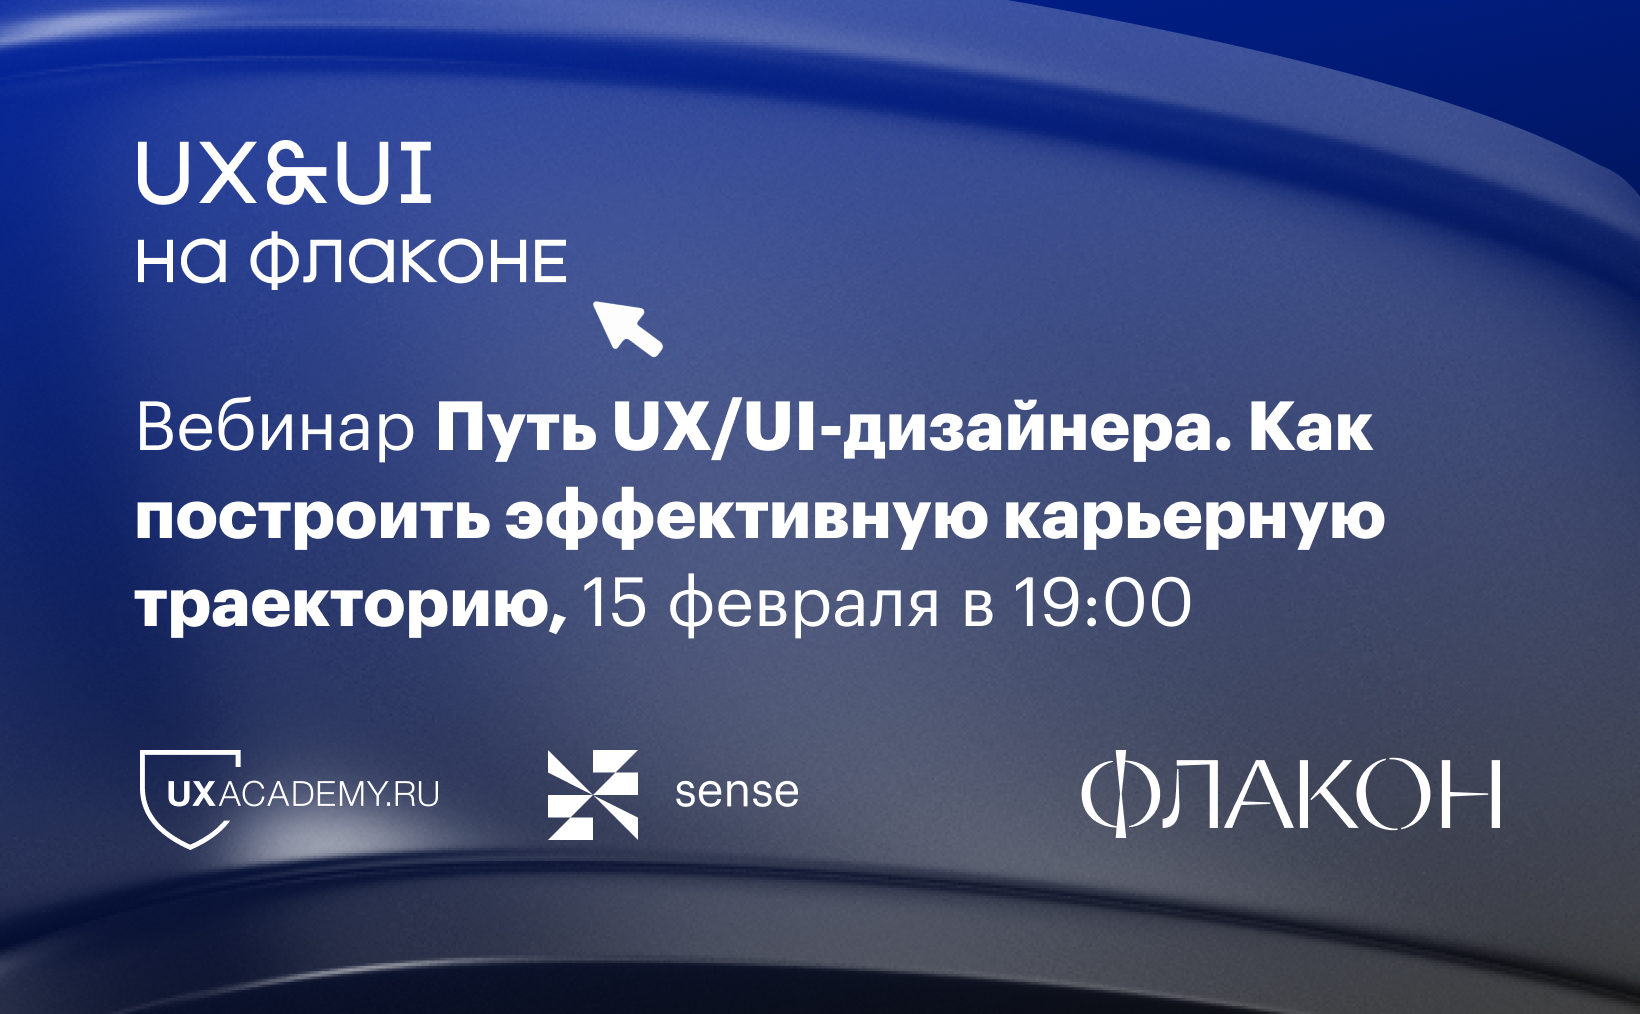 UX&UI
на флаконе
Вебинар Путь UX/UI-дизайнера. Как
построить эффективную карьерную
траекторию, 15 февраля в 19:00
UXACADEMY.RU
sense
ФЛАКОН